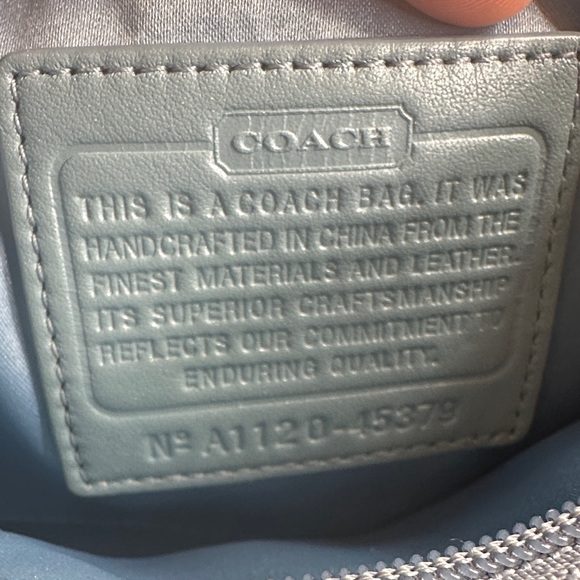 COACH
THIS IS A COACH BAG. IT WAS
HANDCRAFTED IN CHINA FROM THE
FINEST MATERIALS AND LEATHER.
ITS SUPERIOR CRAFTSMANSHIP
REFLECTS OUR COMMITMENT TO
ENDURING QUALITY.
Nº A1120-45379